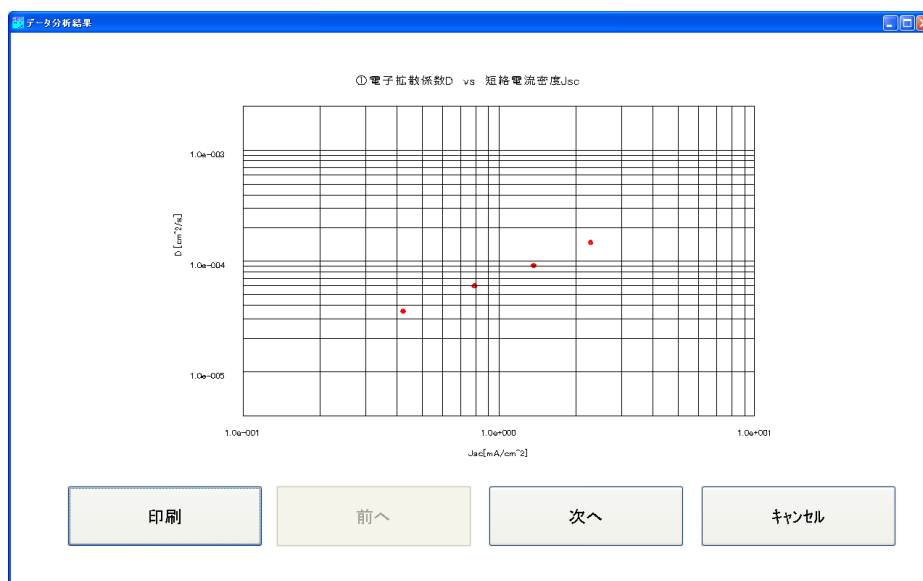 データ分析結果
①電子拡散係数D vs 短絡電流密度Jsc
1.0e-003
D [cm^2/s]
1.0e-004
1.0e-005
1.0e-001
1.0e+000
1.0e+001
Jsc[mA/cm^2]
印刷
前へ
次へ
キャンセル